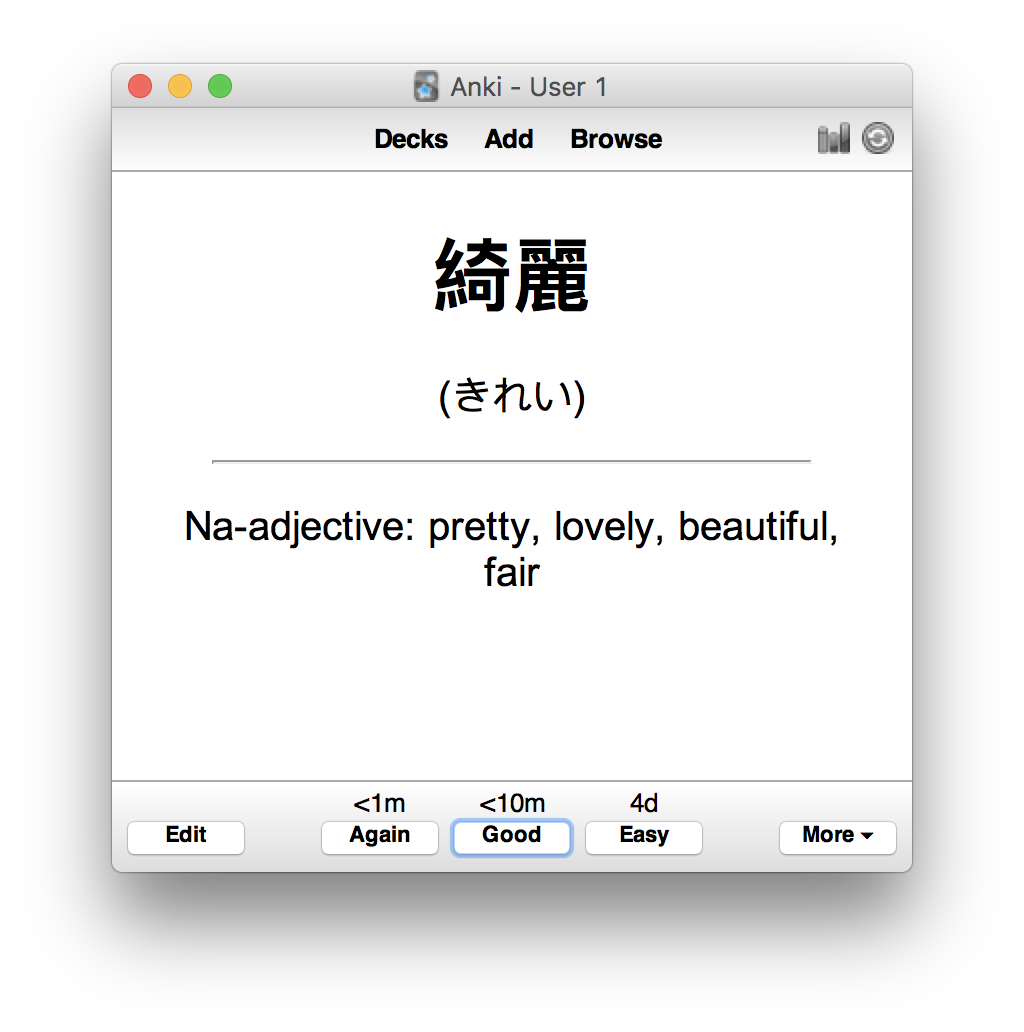 Anki - User 1
Decks Add Browse
綺麗
(きれい)
Na-adjective: pretty, lovely, beautiful,
fair
<1m <10m 4d
Edit Again Good Easy More